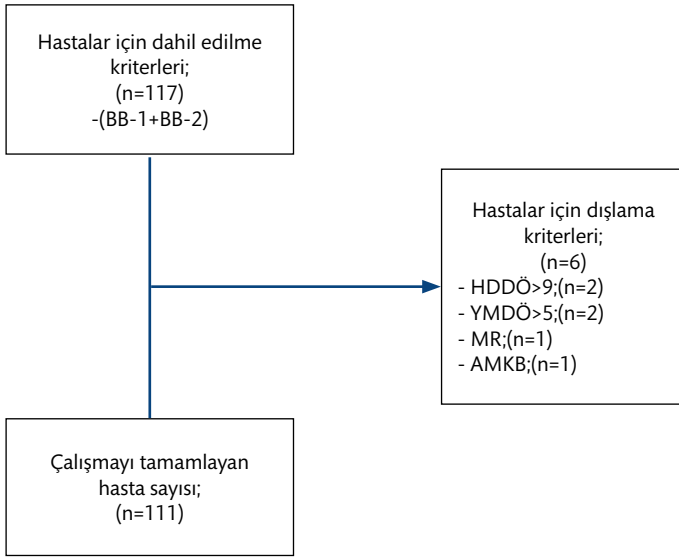 Hastalar için dahil edilme
kriterleri;
(n=117)
-(BB-1+BB-2)
Hastalar için dışlama
kriterleri;
(n=6)
- HDDÖ>9;(n=2)
- YMDÖ>5;(n=2)
- MR;(n=1)
- AMKB;(n=1)
Çalışmayı tamamlayan
hasta sayısı;
(n=111)